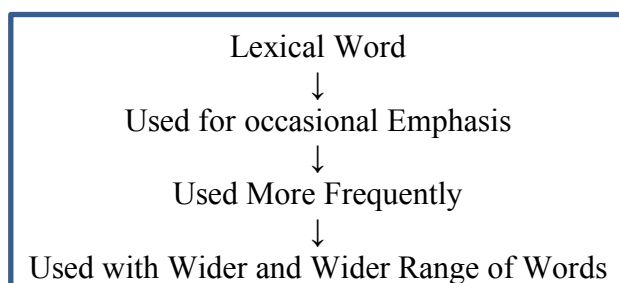 Lexical Word
↓
Used for occasional Emphasis
↓
Used More Frequently
↓
Used with Wider and Wider Range of Words